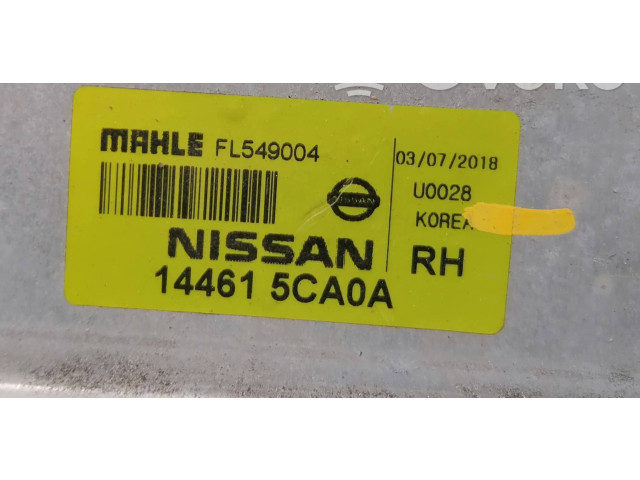 MAHLE FL549004
03/07/2018
U0028
KOREA
NISSAN
NISSAN
RH
14461 5CA0A